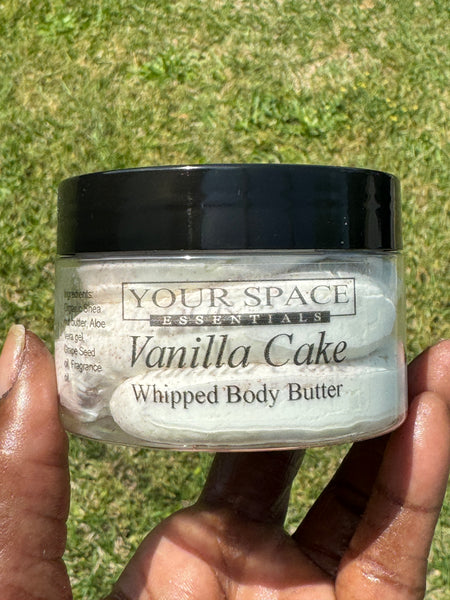 YOUR SPACE
ESSENTIALS
Vanilla Cake
Whipped Body Butter
Ingredients:
Shea
butter, Aloe
vera gel,
Grape Seed
oil, Fragrance
oil